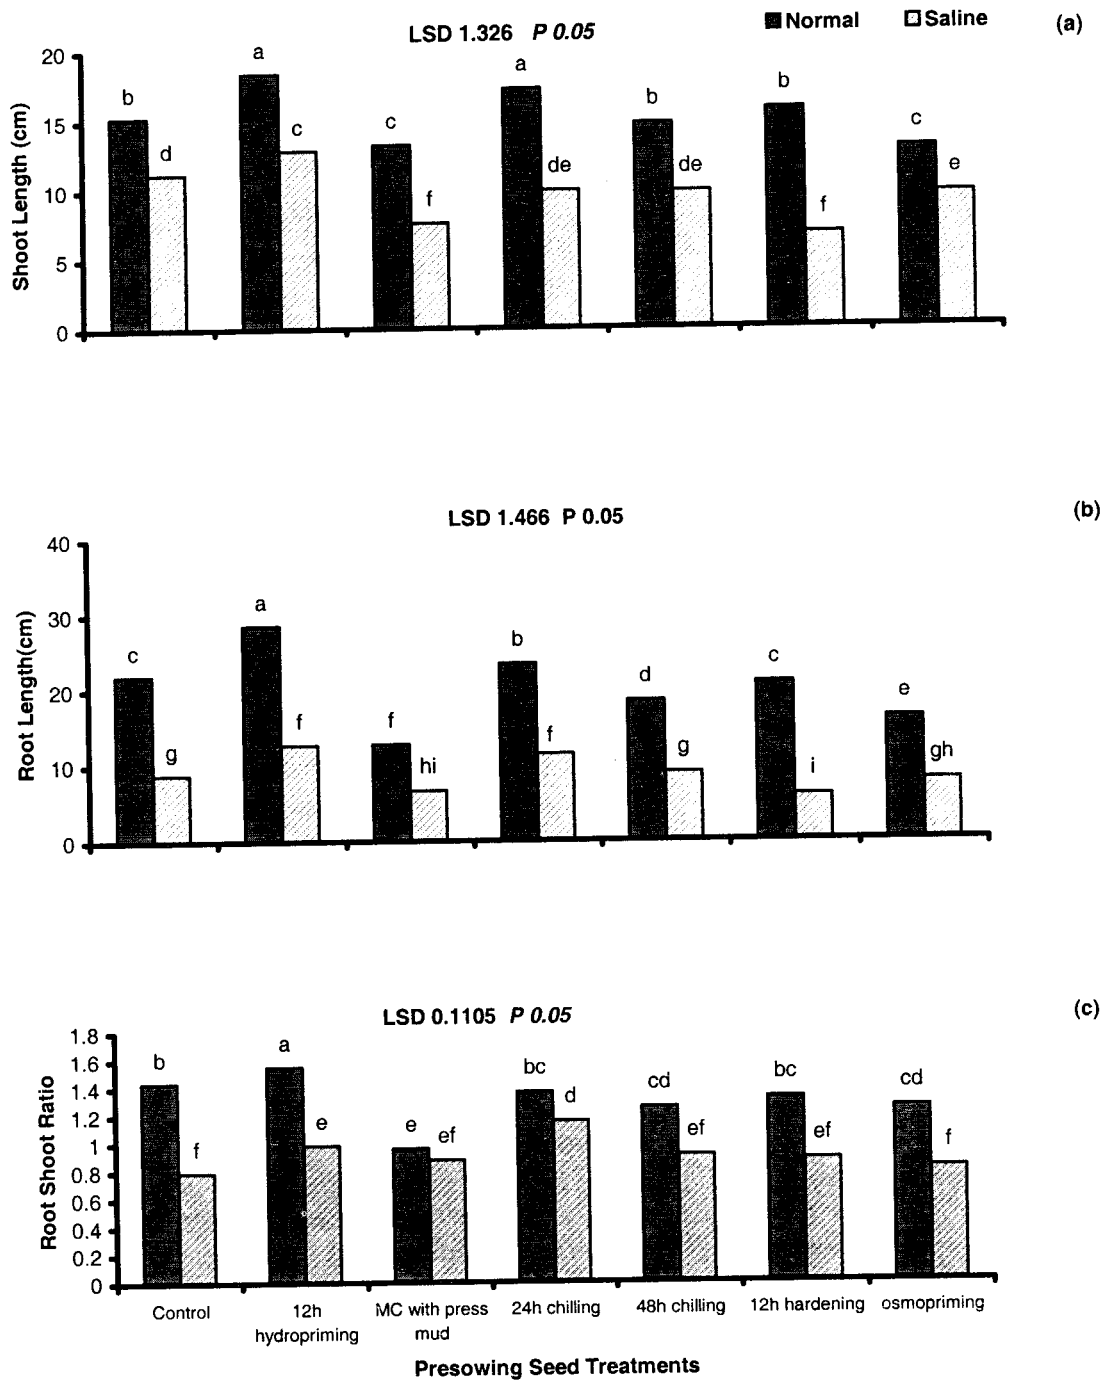 Normal Saline (a)
LSD 1.326 P 0.05
Shoot Length (cm)
20
15
10
5
0
b
d
a
c
c
f
a
de
b
de
b
f
c
e
(b)
LSD 1.466 P 0.05
Root Length(cm)
40
30
20
10
0
c
g
a
f
f
hi
b
f
d
g
c
i
e
gh
(c)
LSD 0.1105 P 0.05
Root Shoot Ratio
1.8
1.6
1.4
1.2
1
0.8
0.6
0.4
0.2
0
b
f
a
e
e
ef
bc
d
cd
ef
bc
ef
cd
f
Control
12h
hydropriming
MC with press
mud
24h chilling
48h chilling
12h hardening
osmopriming
Presowing Seed Treatments